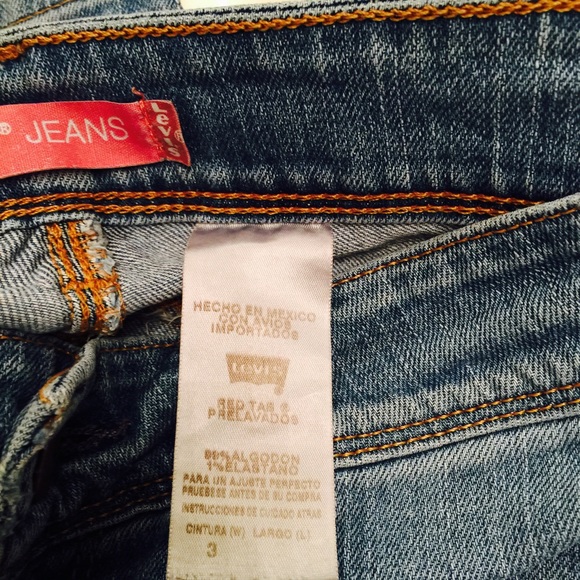 ® JEANS
Levi's®
HECHO EN MEXICO
CON AVIOS
IMPORTADOS
Levi's
RED TAB &
PRELAVADOS
99% ALGODON
1% ELASTANO
PARA UN AJUSTE PERFECTO
PRUEBESE ANTES DE SU COMPRA
INSTRUCCIONES DE CUIDADO ATRAS
CINTURA (W) LARGO (L)
3